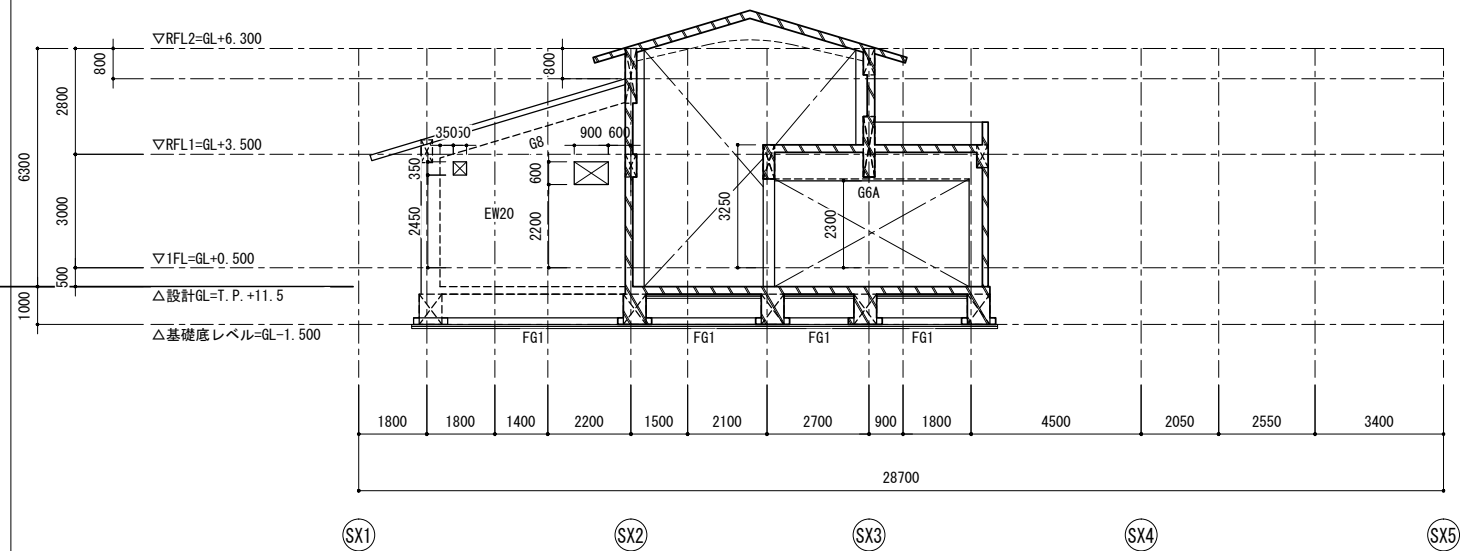 ▽RFL2=GL+6.300
800
800
2800
▽RFL1=GL+3.500
6300
3000
350
350
G8
900
600
350
2450
EW20
600
2200
3250
2300
G6A
▽1FL=GL+0.500
500
△設計GL=T.P.+11.5
1000
△基礎底レベル=GL-1.500
FG1
FG1
FG1
FG1
1800
1800
1400
2200
1500
2100
2700
900
1800
4500
2050
2550
3400
28700
SX1
SX2
SX3
SX4
SX5